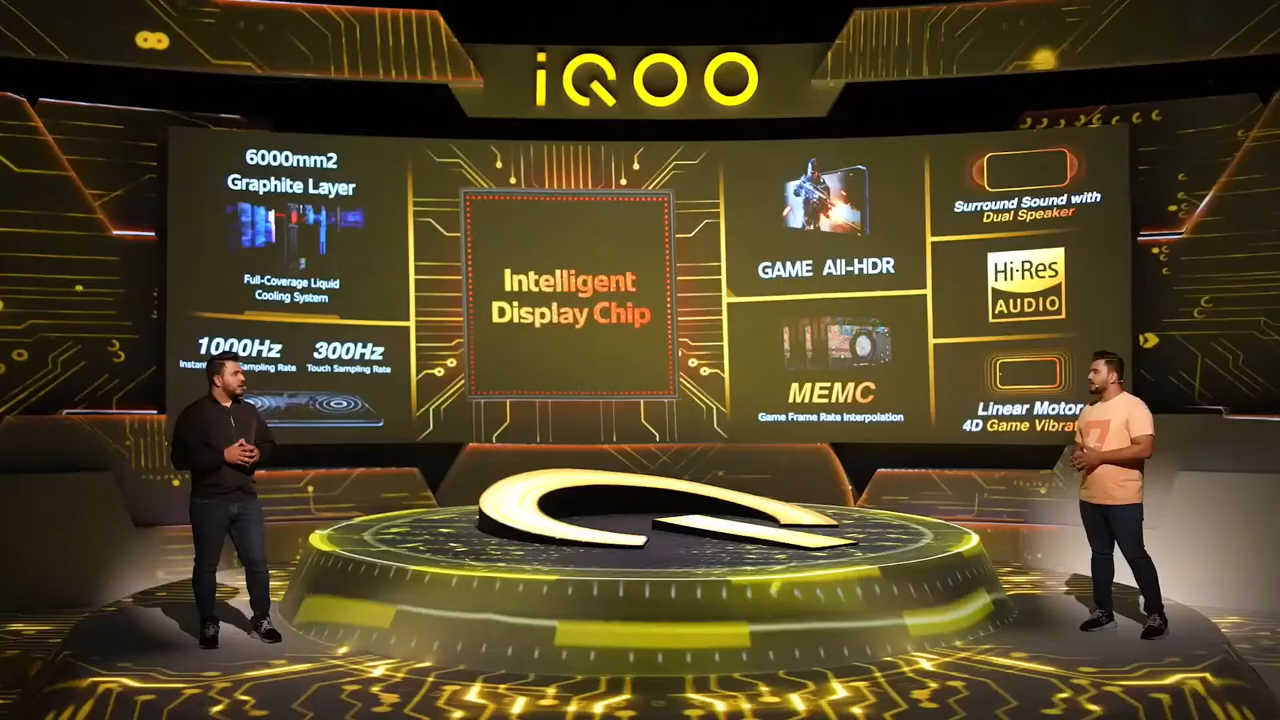 iQOO
6000mm2
Graphite Layer
Full-Coverage Liquid
Cooling System
1000Hz
Sampling Rate
300Hz
Touch Sampling Rate
Intelligent
Display Chip
GAME All-HDR
MEMC
Game Frame Rate Interpolation
Surround Sound with
Dual Speaker
Hi-Res
AUDIO
Linear Motor
4D Game